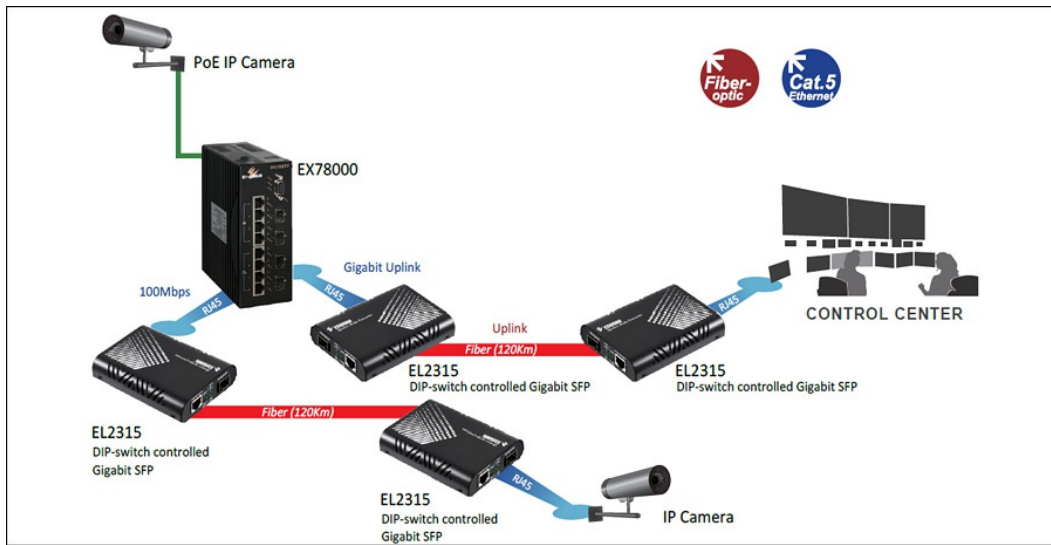 PoE IP Camera
Fiber-
optic
Cat.5
Ethernet
EX78000
Gigabit Uplink
100Mbps
RJ45
RJ45
RJ45
CONTROL CENTER
Uplink
Fiber (120Km)
EL2315
DIP-switch controlled Gigabit SFP
EL2315
DIP-switch controlled Gigabit SFP
Fiber (120Km)
EL2315
DIP-switch controlled
Gigabit SFP
RJ45
EL2315
DIP-switch controlled
Gigabit SFP
IP Camera